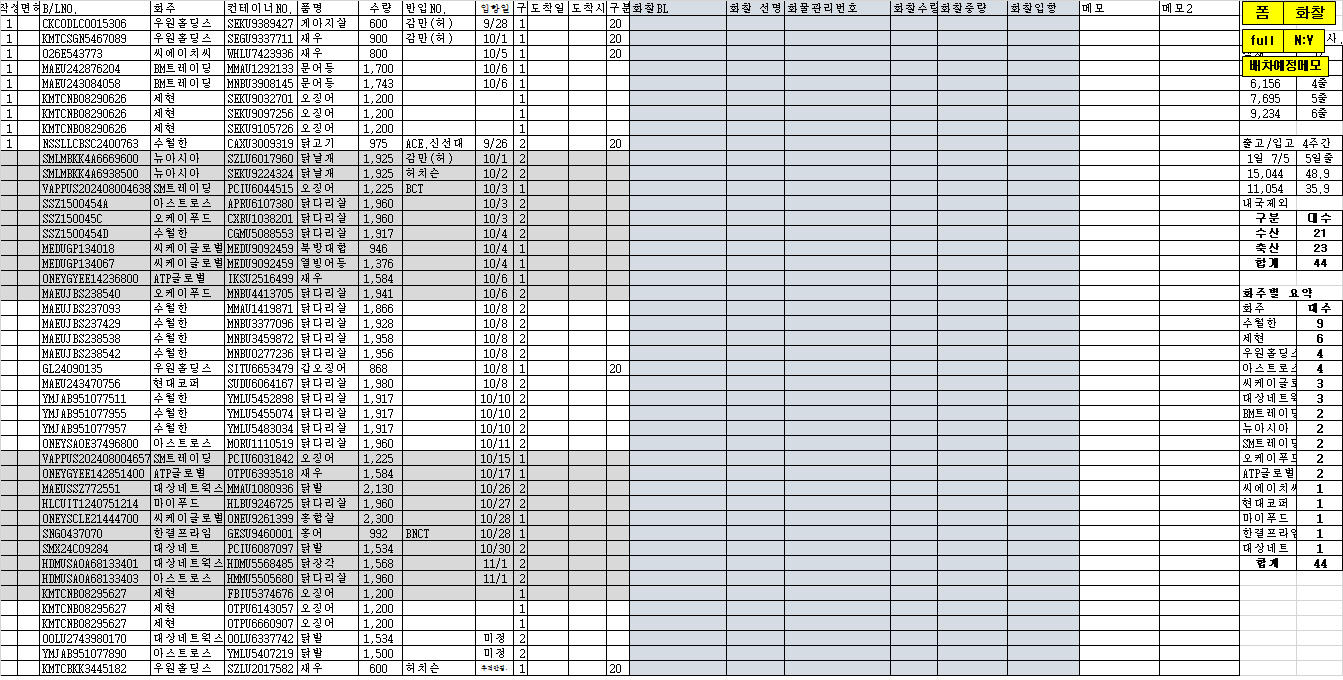 작성 면허 B/LNO. 화주 컨테이너NO. 품명 수량 반입NO. 입항일 구 도착일 도착시 구분 화찰BL 화찰 선명 화물관리번호 화찰수량 화찰중량 화찰입항 메모 메모2 폼 화찰
1 CKCODLC0015306 우원홀딩스 SEKU9389427 게아지살 600 감만(허) 9/28 1 20
1 KMTCSGN5467089 우원홀딩스 SEGU9337711 새우 900 감만(허) 10/1 1 20 full N:Y 사.
1 026E543773 씨에이치씨 WHLU7423936 새우 800 10/5 1 20
1 MAEU242876204 BM트레이딩 MMAU1292133 문어등 1,700 10/6 1 배차예정메모
1 MAEU243084058 BM트레이딩 MNBU3908145 문어등 1,743 10/6 1 6,156 4줄
1 KMTCNB08290626 세현 SEKU9032701 오징어 1,200 1 7,695 5줄
1 KMTCNB08290626 세현 SEKU9097256 오징어 1,200 1 9,234 6줄
1 KMTCNB08290626 세현 SEKU9105726 오징어 1,200 1
1 NSSLLCBSC2400763 수월한 CAXU3009319 닭고기 975 ACE,신선대 9/26 2 20 출고/입고 4주간
SMLMBKK4A6669600 뉴아시아 SZLU6017960 닭날개 1,925 감만(허) 10/1 2 1일 7/5 5일줄
SMLMBKK4A6938500 뉴아시아 SEKU9224324 닭날개 1,925 허치슨 10/2 2 15,044 48.9
VAPPUS202408004638 SM트레이딩 PCIU6044515 오징어 1,225 BCT 10/3 1 11,054 35.9
SSZ1500454A 아스트로스 APRU6107380 닭다리살 1,960 10/3 2 내국제외
SSZ150045C 오케이푸드 CXRU1038201 닭다리살 1,960 10/3 2 구분 대수
SSZ1500454D 수월한 CGMU5088553 닭다리살 1,917 10/4 2 수산 21
MEDUGP134018 씨케이글로벌 MEDU9092459 북방대합 946 10/4 1 축산 23
MEDUGP134067 씨케이글로벌 MEDU9092459 열빙어등 1,376 10/4 1 합계 44
ONEYGYEE14236800 ATP글로벌 IKSU2516499 새우 1,584 10/6 1
MAEUJBS238540 오케이푸드 MNBU4413705 닭다리살 1,941 10/6 2 화주별 요약
MAEUJBS237093 수월한 MMAU1419871 닭다리살 1,866 10/8 2 화주 대수
MAEUJBS237429 수월한 MNBU3377096 닭다리살 1,928 10/8 2 수월한 9
MAEUJBS238538 수월한 MNBU3459872 닭다리살 1,958 10/8 2 세현 6
MAEUJBS238542 수월한 MNBU0277236 닭다리살 1,956 10/8 2 우원홀딩스 4
GL24090135 우원홀딩스 SITU6653479 갑오징어 868 10/8 1 20 아스트로스 4
MAEU243470756 현대코퍼 SUDU6064167 닭다리살 1,980 10/8 2 씨케이글로 3
YMJAB951077511 수월한 YMLU5452898 닭다리살 1,917 10/10 2 대상네트웍 3
YMJAB951077955 수월한 YMLU5455074 닭다리살 1,917 10/10 2 BM트레이딩 2
YMJAB951077957 수월한 YMLU5483034 닭다리살 1,917 10/10 2 뉴아시아 2
ONEYSAOE37496800 아스트로스 MORU1110519 닭다리살 1,960 10/11 2 SM트레이딩 2
VAPPUS202408004657 SM트레이딩 PCIU6031842 오징어 1,225 10/15 1 오케이푸드 2
ONEYGYEE142851400 ATP글로벌 OTPU6393518 새우 1,584 10/17 1 ATP글로벌 2
MAEUSSZ772551 대상네트웍스 MMAU1080936 닭발 2,130 10/26 2 씨에이치씨 1
HLCUIT1240751214 마이푸드 HLBU9246725 닭다리살 1,960 10/27 2 현대코퍼 1
ONEYSCLE21444700 씨케이글로벌 ONEU9261399 홍합살 2,300 10/28 1 마이푸드 1
SNG0437070 한결프라임 GESU9460001 홍어 992 BNCT 10/28 1 한결프라임 1
SMX24C09284 대상네트 PCIU6087097 닭발 1,534 10/30 2 대상네트 1
HDMUSAOA68133401 대상네트웍스 HDMU5568485 닭장각 1,568 11/1 2 합계 44
HDMUSAOA68133403 아스트로스 HMMU5505680 닭다리살 1,960 11/1 2
KMTCNB08295627 세현 FBIU5374676 오징어 1,200 1
KMTCNB08295627 세현 OTPU6143057 오징어 1,200 1
KMTCNB08295627 세현 OTPU6660907 오징어 1,200 1
OOLU2743980170 대상네트웍스 OOLU6337742 닭발 1,534 미정 2
YMJAB951077890 아스트로스 YMLU5407219 닭발 1,500 미정 2
KMTCBKK3445182 우원홀딩스 SZLU2017582 새우 600 허치슨 1 20